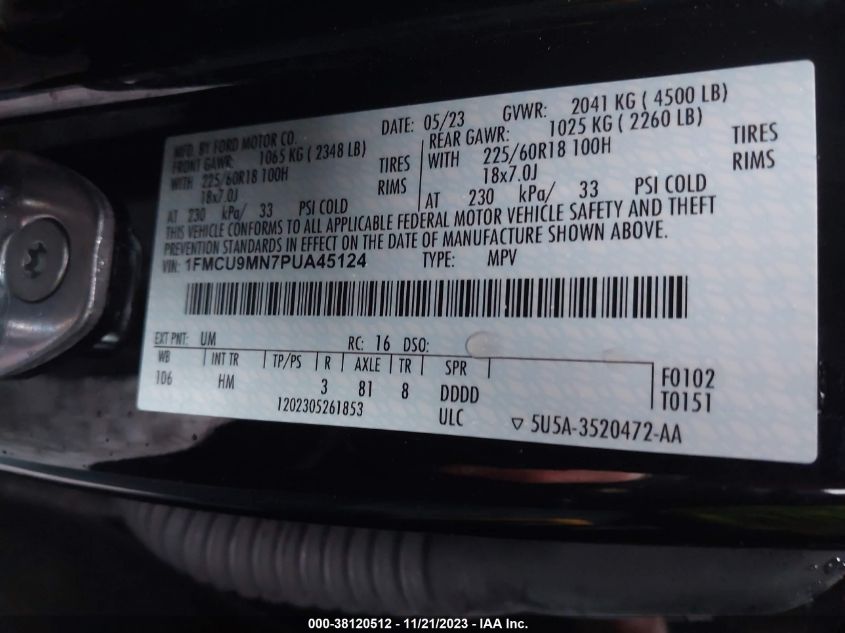 MFD. BY FORD MOTOR CO.
DATE: 05/23 GVWR: 2041 KG ( 4500 LB)
FRONT GAWR: 1065 KG ( 2348 LB)
REAR GAWR: 1025 KG ( 2260 LB)
WITH 225/60R18 100H TIRES
WITH 225/60R18 100H TIRES
18x7.0J RIMS
18x7.0J RIMS
AT 230 kPa/ 33 PSI COLD
AT 230 kPa/ 33 PSI COLD
THIS VEHICLE CONFORMS TO ALL APPLICABLE FEDERAL MOTOR VEHICLE SAFETY AND THEFT
PREVENTION STANDARDS IN EFFECT ON THE DATE OF MANUFACTURE SHOWN ABOVE.
VIN: 1FMCU9MN7PUA45124 TYPE: MPV
EXT PNT: UM RC: 16 DSO:
WB INT TR TP/PS R AXLE TR SPR
106 HM 3 81 8 DDDD
F0102
T0151
1202305261853 ULC ▽ 5U5A-3520472-AA
000-38120512 - 11/21/2023 - IAA Inc.